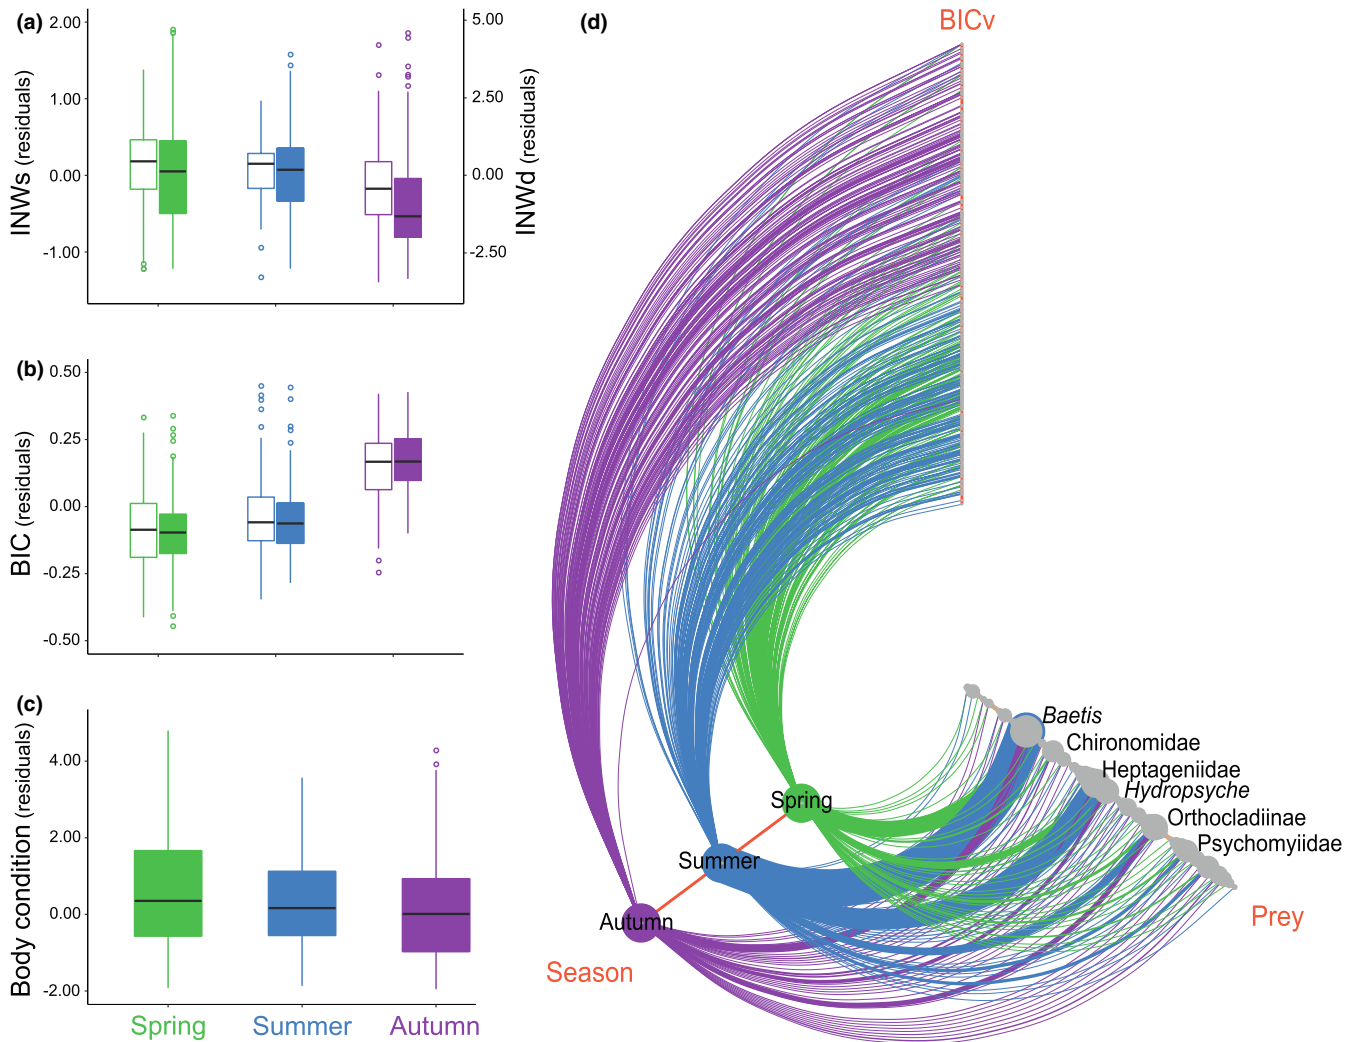 (a)
2.00
1.00
0.00
-1.00
INWs (residuals)
5.00
2.50
0.00
-2.50
INWd (residuals)
(b)
0.50
0.25
0.00
-0.25
-0.50
BIC (residuals)
(c)
4.00
2.00
0.00
-2.00
Body condition (residuals)
Spring
Summer
Autumn
(d)
BICv
Spring
Summer
Autumn
Season
Baetis
Chironomidae
Heptageniidae
Hydropsyche
Orthocladiinae
Psychomyiidae
Prey